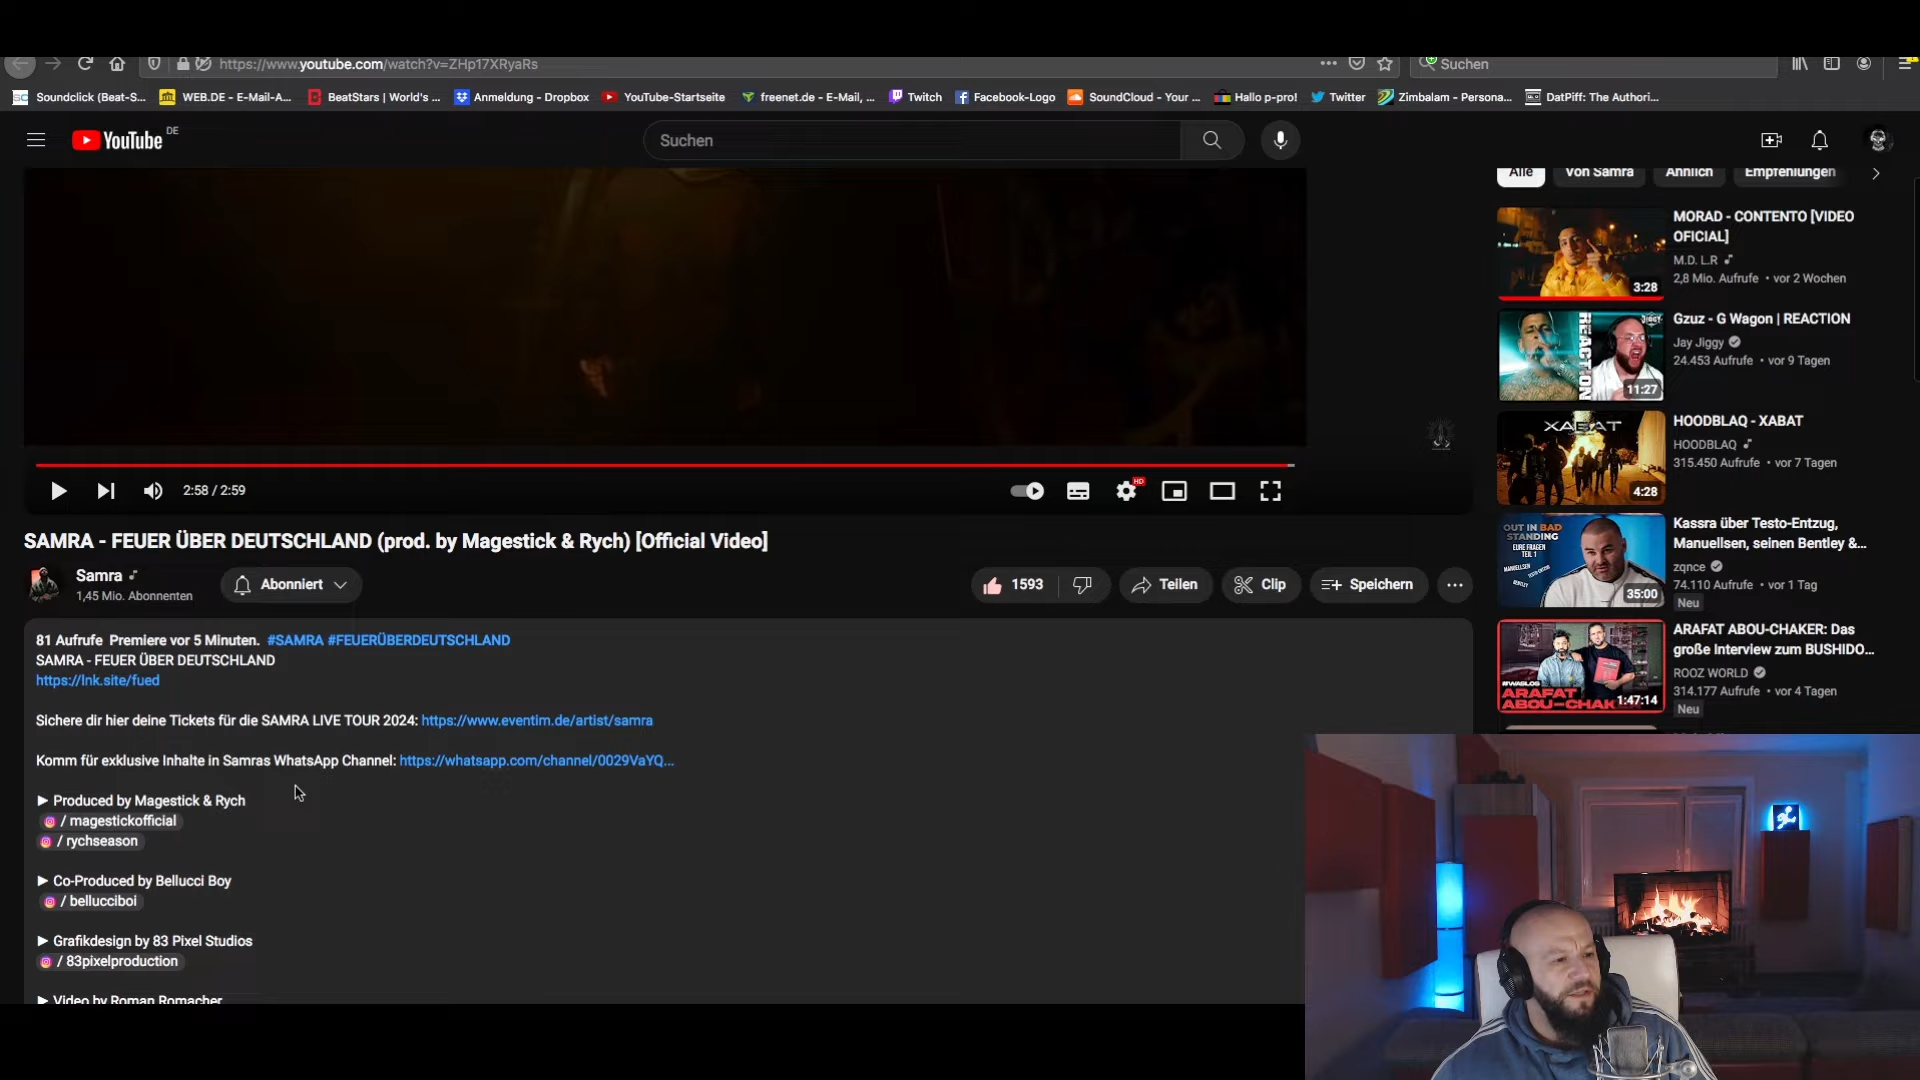 https://www.youtube.com/watch?v=ZHp17XRyaRs
Suchen
Soundclick (Beat-S...
WEB.DE - E-Mail-A...
BeatStars | World's ...
Anmeldung - Dropbox
YouTube-Startseite
freenet.de - E-Mail, ...
Twitch
Facebook-Logo
SoundCloud - Your ...
Hallo p-pro!
Twitter
Zimbalam - Persona...
DatPiff: The Authori...
YouTube DE
Suchen
Alle
Von Samra
Ähnlich
Empfehlungen
MORAD - CONTENTO [VIDEO
OFICIAL]
M.D. L.R
2,8 Mio. Aufrufe • vor 2 Wochen
3:28
Gzuz - G Wagon | REACTION
Jay Jiggy
24.453 Aufrufe • vor 9 Tagen
REACTION
11:27
HOODBLAQ - XABAT
HOODBLAQ
315.450 Aufrufe • vor 7 Tagen
XABAT
4:28
Kassra über Testo-Entzug,
Manuellsen, seinen Bentley &...
zqnce
74.110 Aufrufe • vor 1 Tag
Neu
OUT IN BAD
STANDING
EURE FRAGEN
TEIL 1
35:00
ARAFAT ABOU-CHAKER: Das
große Interview zum BUSHIDO...
ROOZ WORLD
314.177 Aufrufe • vor 4 Tagen
Neu
#WASLOS
ARAFAT
ABOU-CHAK
1:47:14
2:58 / 2:59
HD
SAMRA - FEUER ÜBER DEUTSCHLAND (prod. by Magestick & Rych) [Official Video]
Samra
1,45 Mio. Abonnenten
Abonniert
1593
Teilen
Clip
Speichern
81 Aufrufe Premiere vor 5 Minuten. #SAMRA #FEUERÜBERDEUTSCHLAND
SAMRA - FEUER ÜBER DEUTSCHLAND
https://lnk.site/fued
Sichere dir hier deine Tickets für die SAMRA LIVE TOUR 2024: https://www.eventim.de/artist/samra
Komm für exklusive Inhalte in Samras WhatsApp Channel: https://whatsapp.com/channel/0029VaYQ...
► Produced by Magestick & Rych
/ magestickofficial
/ rychseason
► Co-Produced by Bellucci Boy
/ bellucciboi
► Grafikdesign by 83 Pixel Studios
/ 83pixelproduction
► Video by Roman Romacher